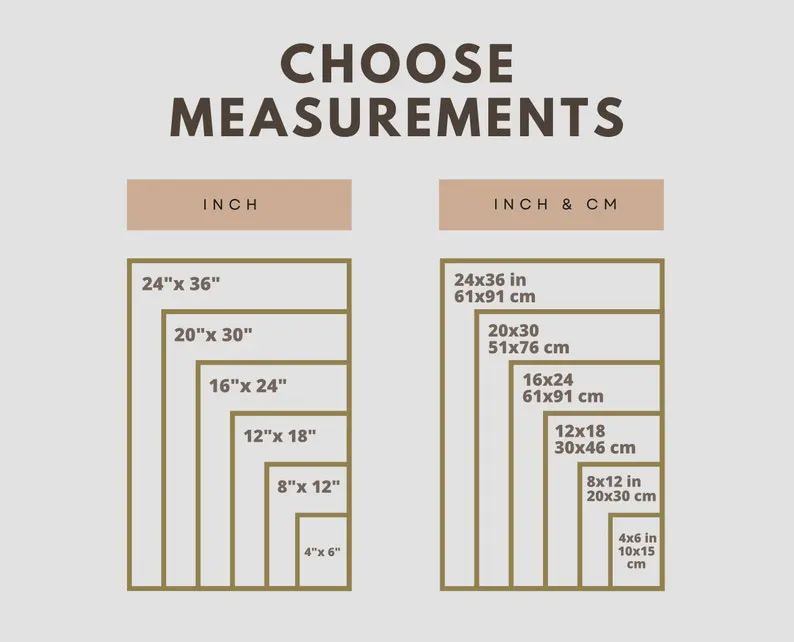 CHOOSE
MEASUREMENTS
INCH
24"x 36"
20"x 30"
16"x 24"
12"x 18"
8"x 12"
4"x 6"
INCH & CM
24x36 in
61x91 cm
20x30
51x76 cm
16x24
61x91 cm
12x18
30x46 cm
8x12 in
20x30 cm
4x6 in
10x15
cm